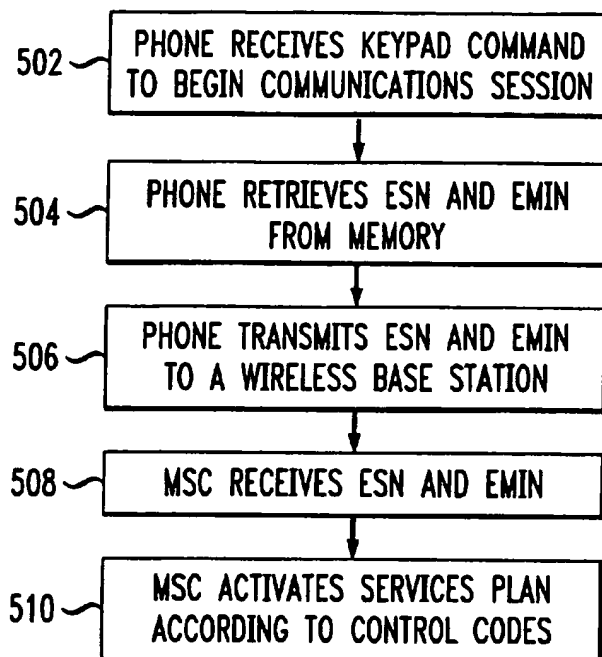 502
PHONE RECEIVES KEYPAD COMMAND
TO BEGIN COMMUNICATIONS SESSION
504
PHONE RETRIEVES ESN AND EMIN
FROM MEMORY
506
PHONE TRANSMITS ESN AND EMIN
TO A WIRELESS BASE STATION
508
MSC RECEIVES ESN AND EMIN
510
MSC ACTIVATES SERVICES PLAN
ACCORDING TO CONTROL CODES